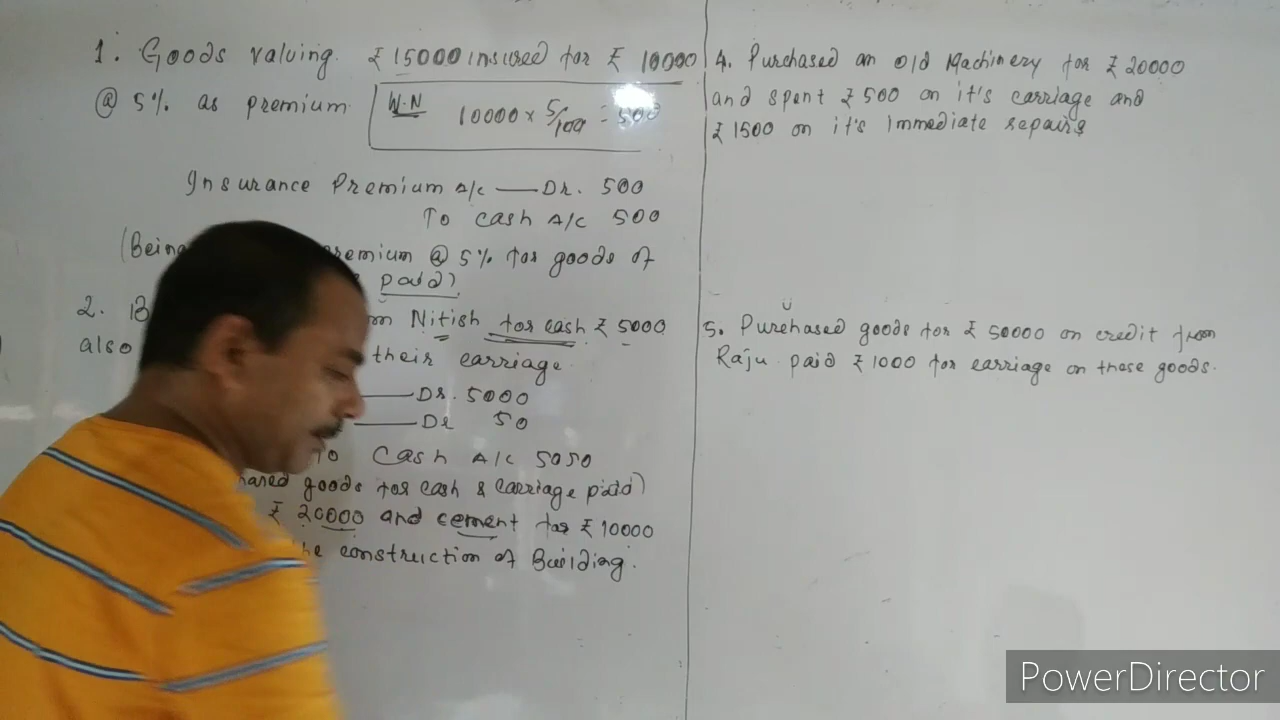 1. Goods valuing ₹ 15000 insured for ₹ 10000
@ 5% as premium
W.N 10000 × 5/100 = 500
Insurance Premium A/c —— Dr. 500
To cash A/C 500
(Being premium @ 5% for goods of
paid)
2. Nitish for cash ₹ 5000
also their carriage
—— Dr. 5000
—— Dr 50
To Cash A/C 5050
goods for cash & carriage paid)
₹ 20000 and cement for ₹ 10000
construction of Building.
4. Purchased an old Machinery for ₹ 20000
and spent ₹ 500 on it's carriage and
₹ 1500 on it's immediate repairs
5. Purchased goods for ₹ 50000 on credit from
Raju paid ₹ 1000 for carriage on these goods.
PowerDirector